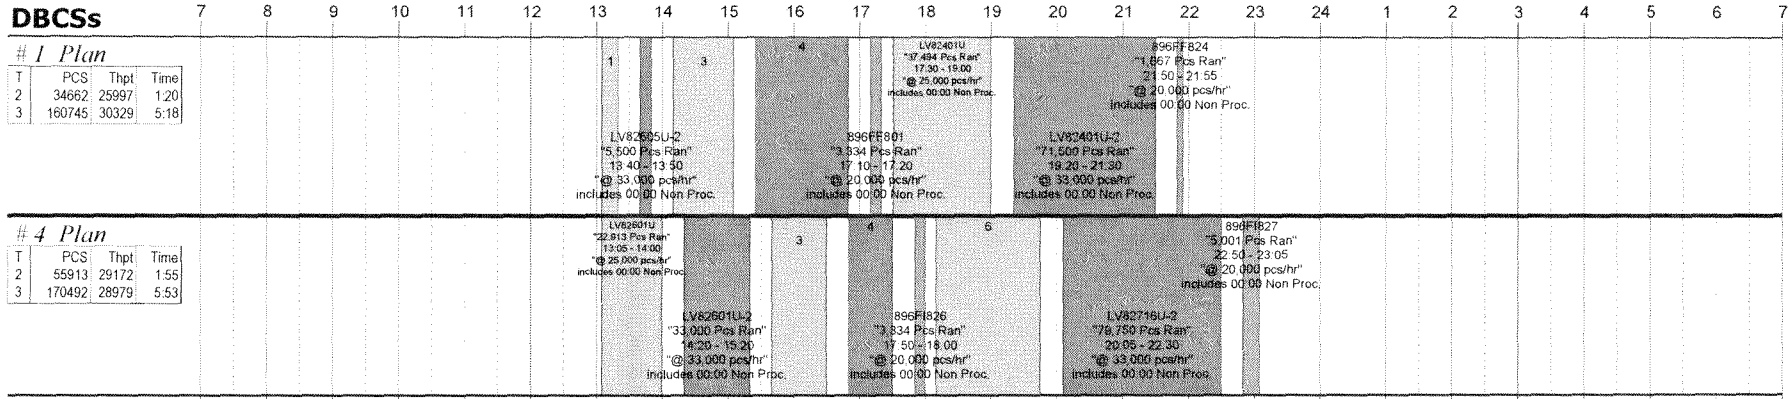 DBCSs
7 8 9 10 11 12 13 14 15 16 17 18 19 20 21 22 23 24 1 2 3 4 5 6 7
# 1 Plan
T PCS Thpt Time
2 34662 25997 1:20
3 160745 30329 5:18
1
3
4
LV82401U
"37,494 Pcs Ran"
17:30 - 19:00
"@ 25,000 pcs/hr"
includes 00:00 Non Proc.
896FF824
"1,667 Pcs Ran"
21:50 - 21:55
"@ 20,000 pcs/hr"
includes 00:00 Non Proc.
LV82605U-2
"5,500 Pcs Ran"
13:40 - 13:50
"@ 33,000 pcs/hr"
includes 00:00 Non Proc.
896FF801
"3,334 Pcs Ran"
17:10 - 17:20
"@ 20,000 pcs/hr"
includes 00:00 Non Proc.
LV82401U-2
"71,500 Pcs Ran"
19:20 - 21:30
"@ 33,000 pcs/hr"
includes 00:00 Non Proc.
# 4 Plan
T PCS Thpt Time
2 55913 29172 1:55
3 170492 28979 5:53
LV82601U
"22,913 Pcs Ran"
13:05 - 14:00
"@ 25,000 pcs/hr"
includes 00:00 Non Proc.
3
4
6
896FI827
"5,001 Pcs Ran"
22:50 - 23:05
"@ 20,000 pcs/hr"
includes 00:00 Non Proc.
LV82601U-2
"33,000 Pcs Ran"
14:20 - 15:20
"@ 33,000 pcs/hr"
includes 00:00 Non Proc.
896FI826
"3,334 Pcs Ran"
17:50 - 18:00
"@ 20,000 pcs/hr"
includes 00:00 Non Proc.
LV82716U-2
"79,750 Pcs Ran"
20:05 - 22:30
"@ 33,000 pcs/hr"
includes 00:00 Non Proc.